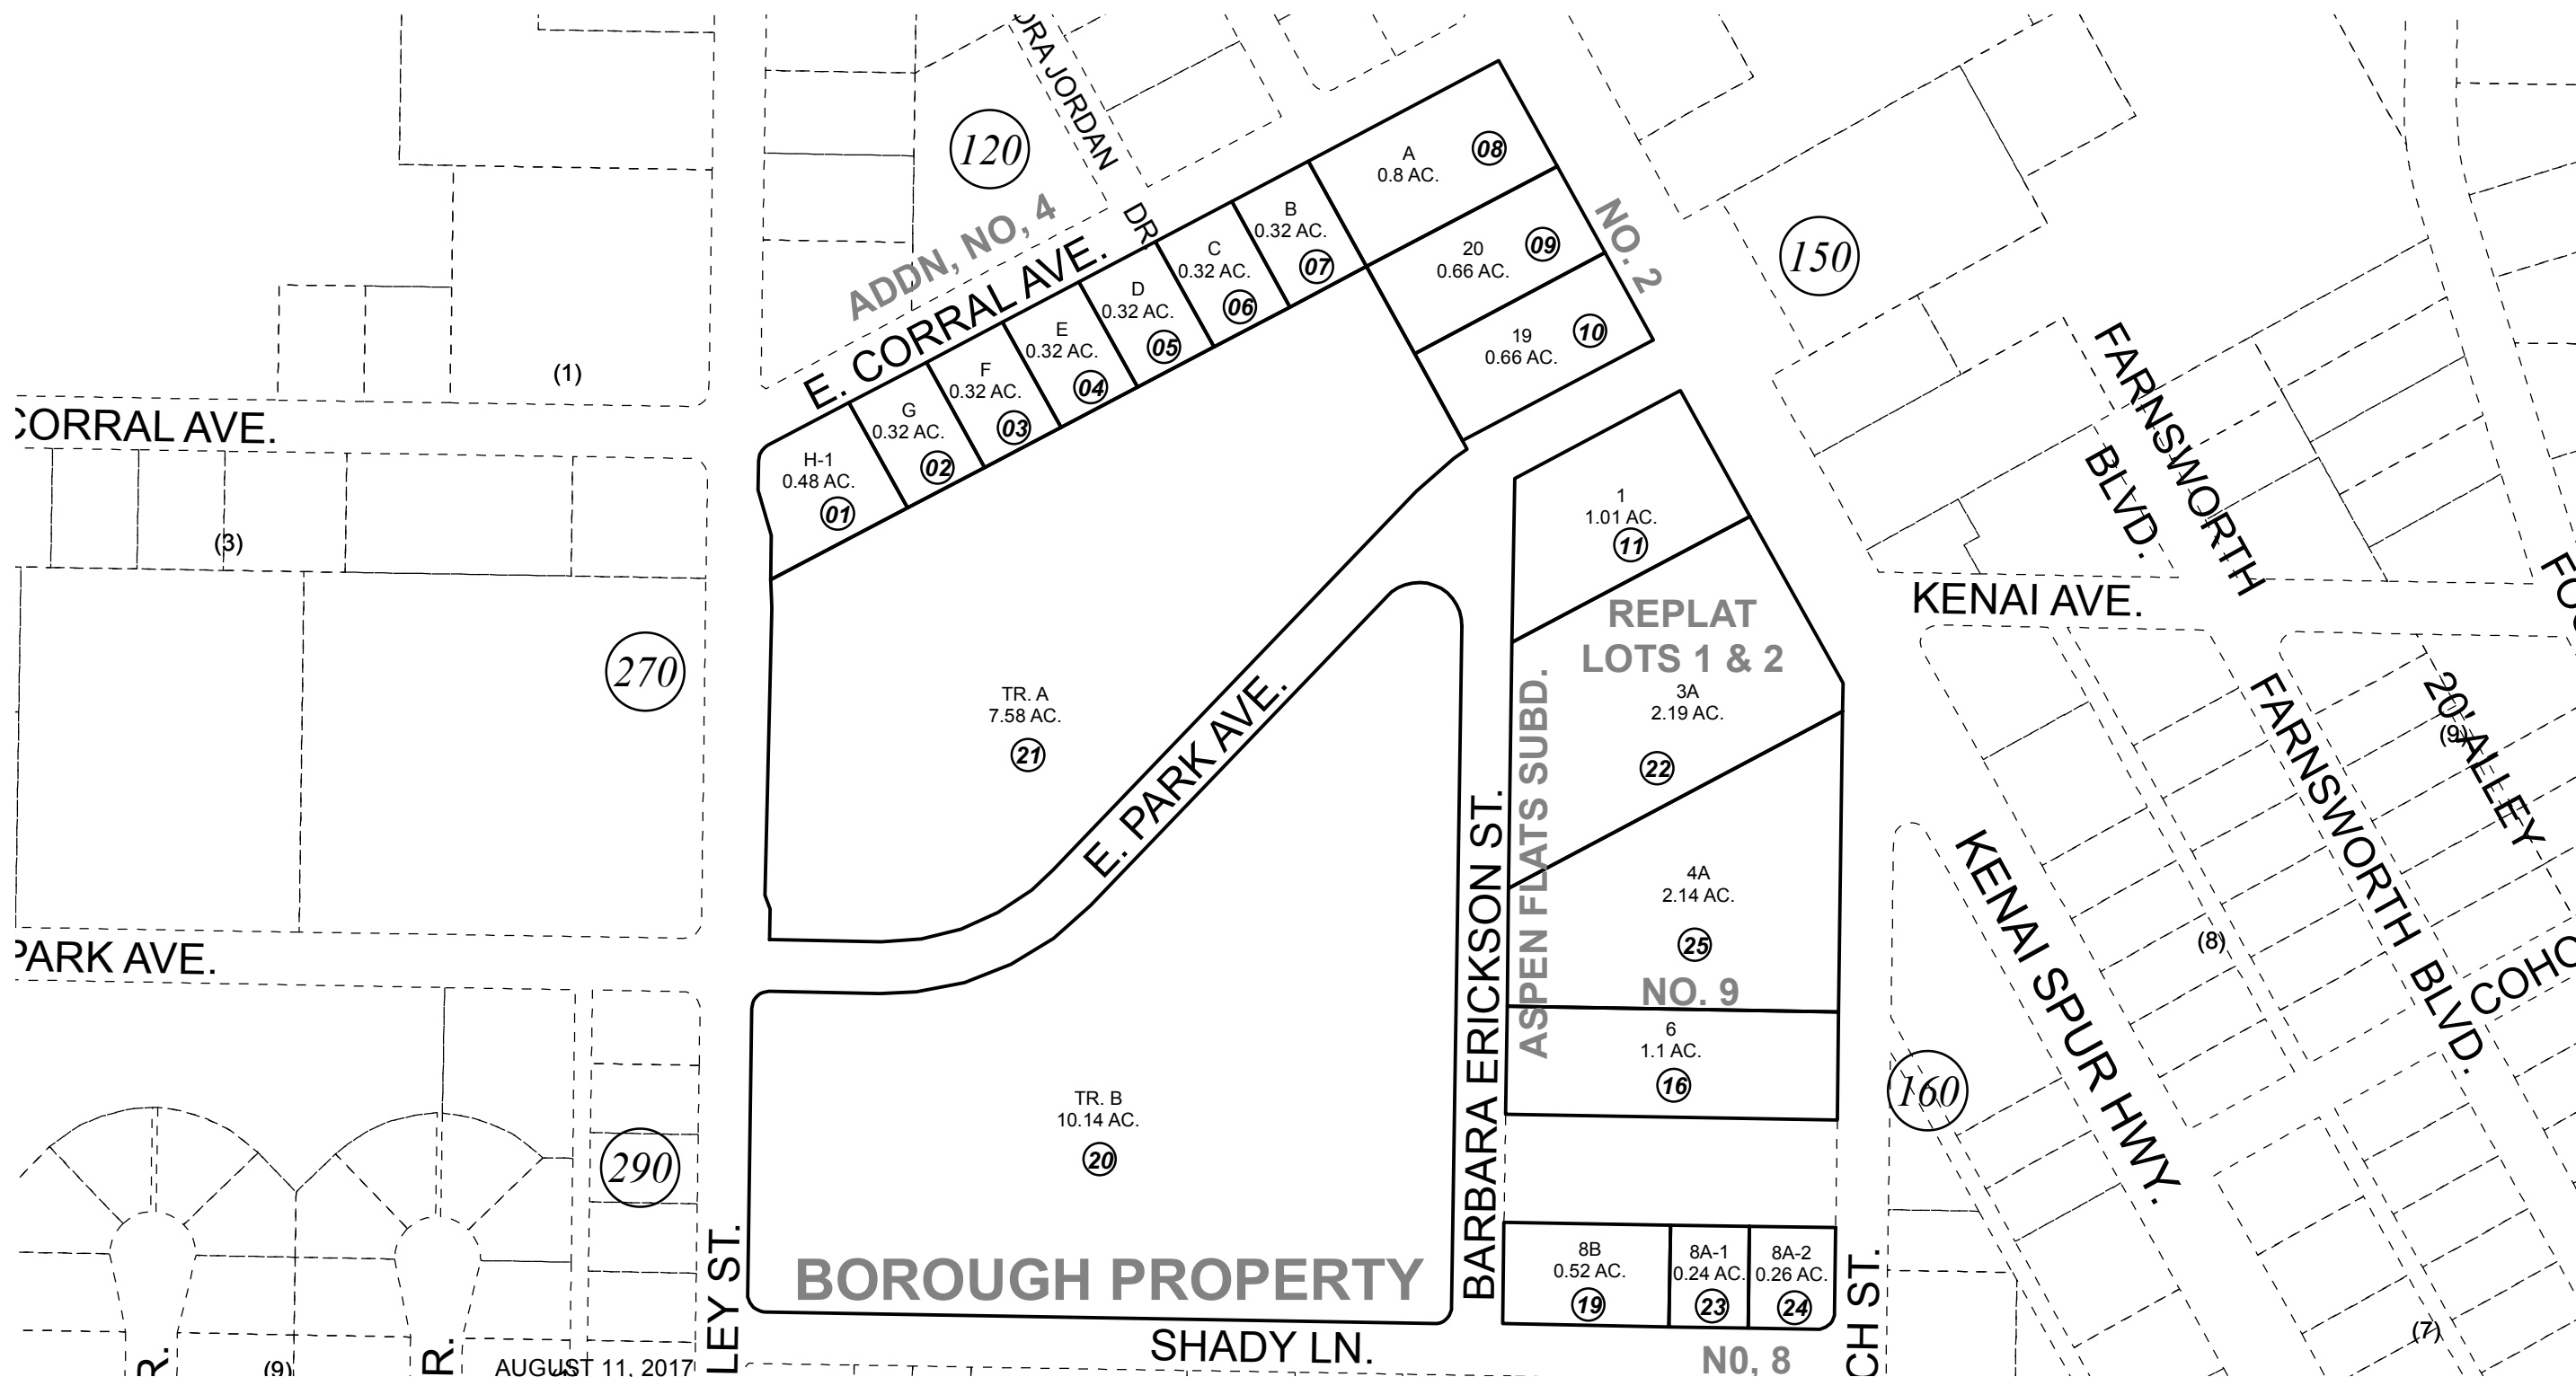 ORA JORDAN
DR.
120
ADDN, NO, 4
E. CORRAL AVE.
A
0.8 AC.
08
B
0.32 AC.
07
C
0.32 AC.
06
D
0.32 AC.
05
E
0.32 AC.
04
F
0.32 AC.
03
G
0.32 AC.
02
H-1
0.48 AC.
01
20
0.66 AC.
09
19
0.66 AC.
10
NO. 2
150
(1)
CORRAL AVE.
(3)
270
FARNSWORTH
BLVD.
KENAI AVE.
1
1.01 AC.
11
REPLAT
LOTS 1 & 2
3A
2.19 AC.
22
TR. A
7.58 AC.
21
E. PARK AVE.
ASPEN FLATS SUBD.
BARBARA ERICKSON ST.
4A
2.14 AC.
25
NO. 9
6
1.1 AC.
16
160
KENAI SPUR HWY.
FARNSWORTH BLVD.
20' ALLEY
(9)
(8)
COHO
PARK AVE.
290
TR. B
10.14 AC.
20
BOROUGH PROPERTY
LEY ST.
SHADY LN.
8B
0.52 AC.
19
8A-1
0.24 AC.
23
8A-2
0.26 AC.
24
N0, 8
CH ST.
(7)
R.
(9)
R.
AUGUST 11, 2017